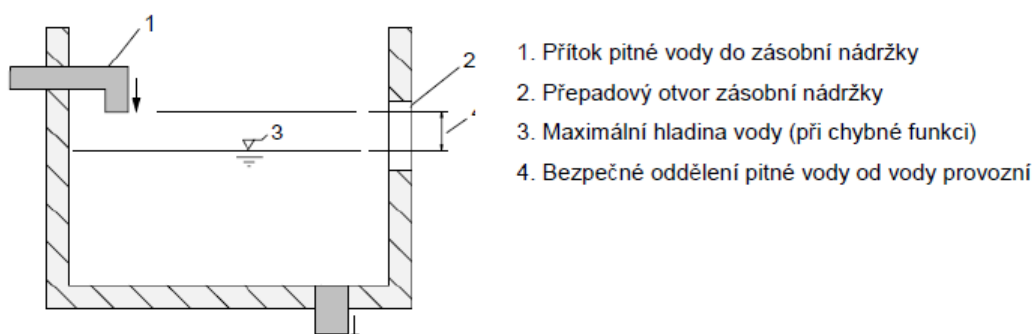 1
2
3
4
1. Přítok pitné vody do zásobní nádržky
2. Přepadový otvor zásobní nádržky
3. Maximální hladina vody (při chybné funkci)
4. Bezpečné oddělení pitné vody od vody provozní